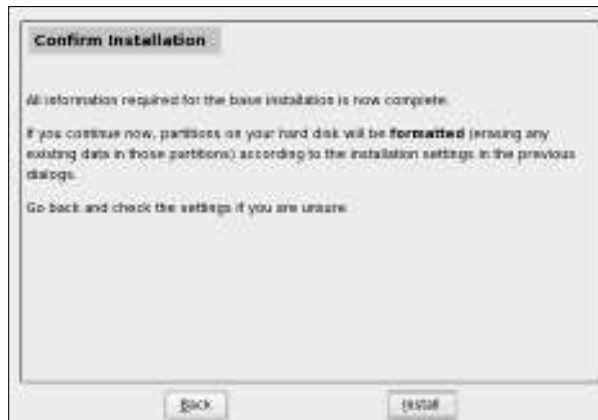 Confirm Installation
All information required for the base installation is now complete.
If you continue now, partitions on your hard disk will be formatted (erasing any
existing data in those partitions) according to the installation settings in the previous
dialogs.
Go back and check the settings if you are unsure.
Back
Install